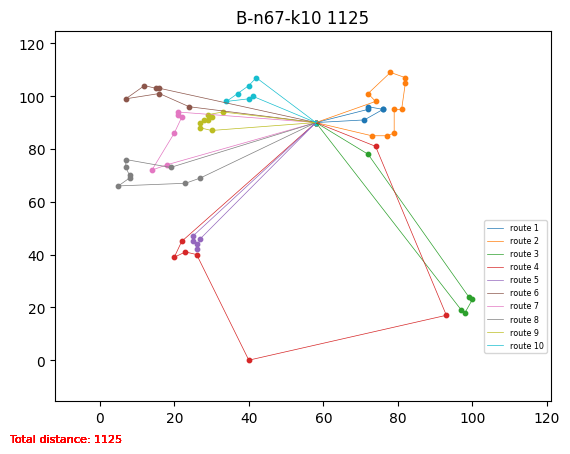 B-n67-k10 1125
120
100
80
60
40
20
0
0 20 40 60 80 100 120
route 1
route 2
route 3
route 4
route 5
route 6
route 7
route 8
route 9
route 10
Total distance: 1125